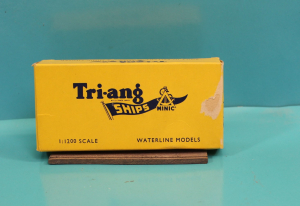 Tri-ang
SHIPS
MINIC
1:1200 SCALE WATERLINE MODELS